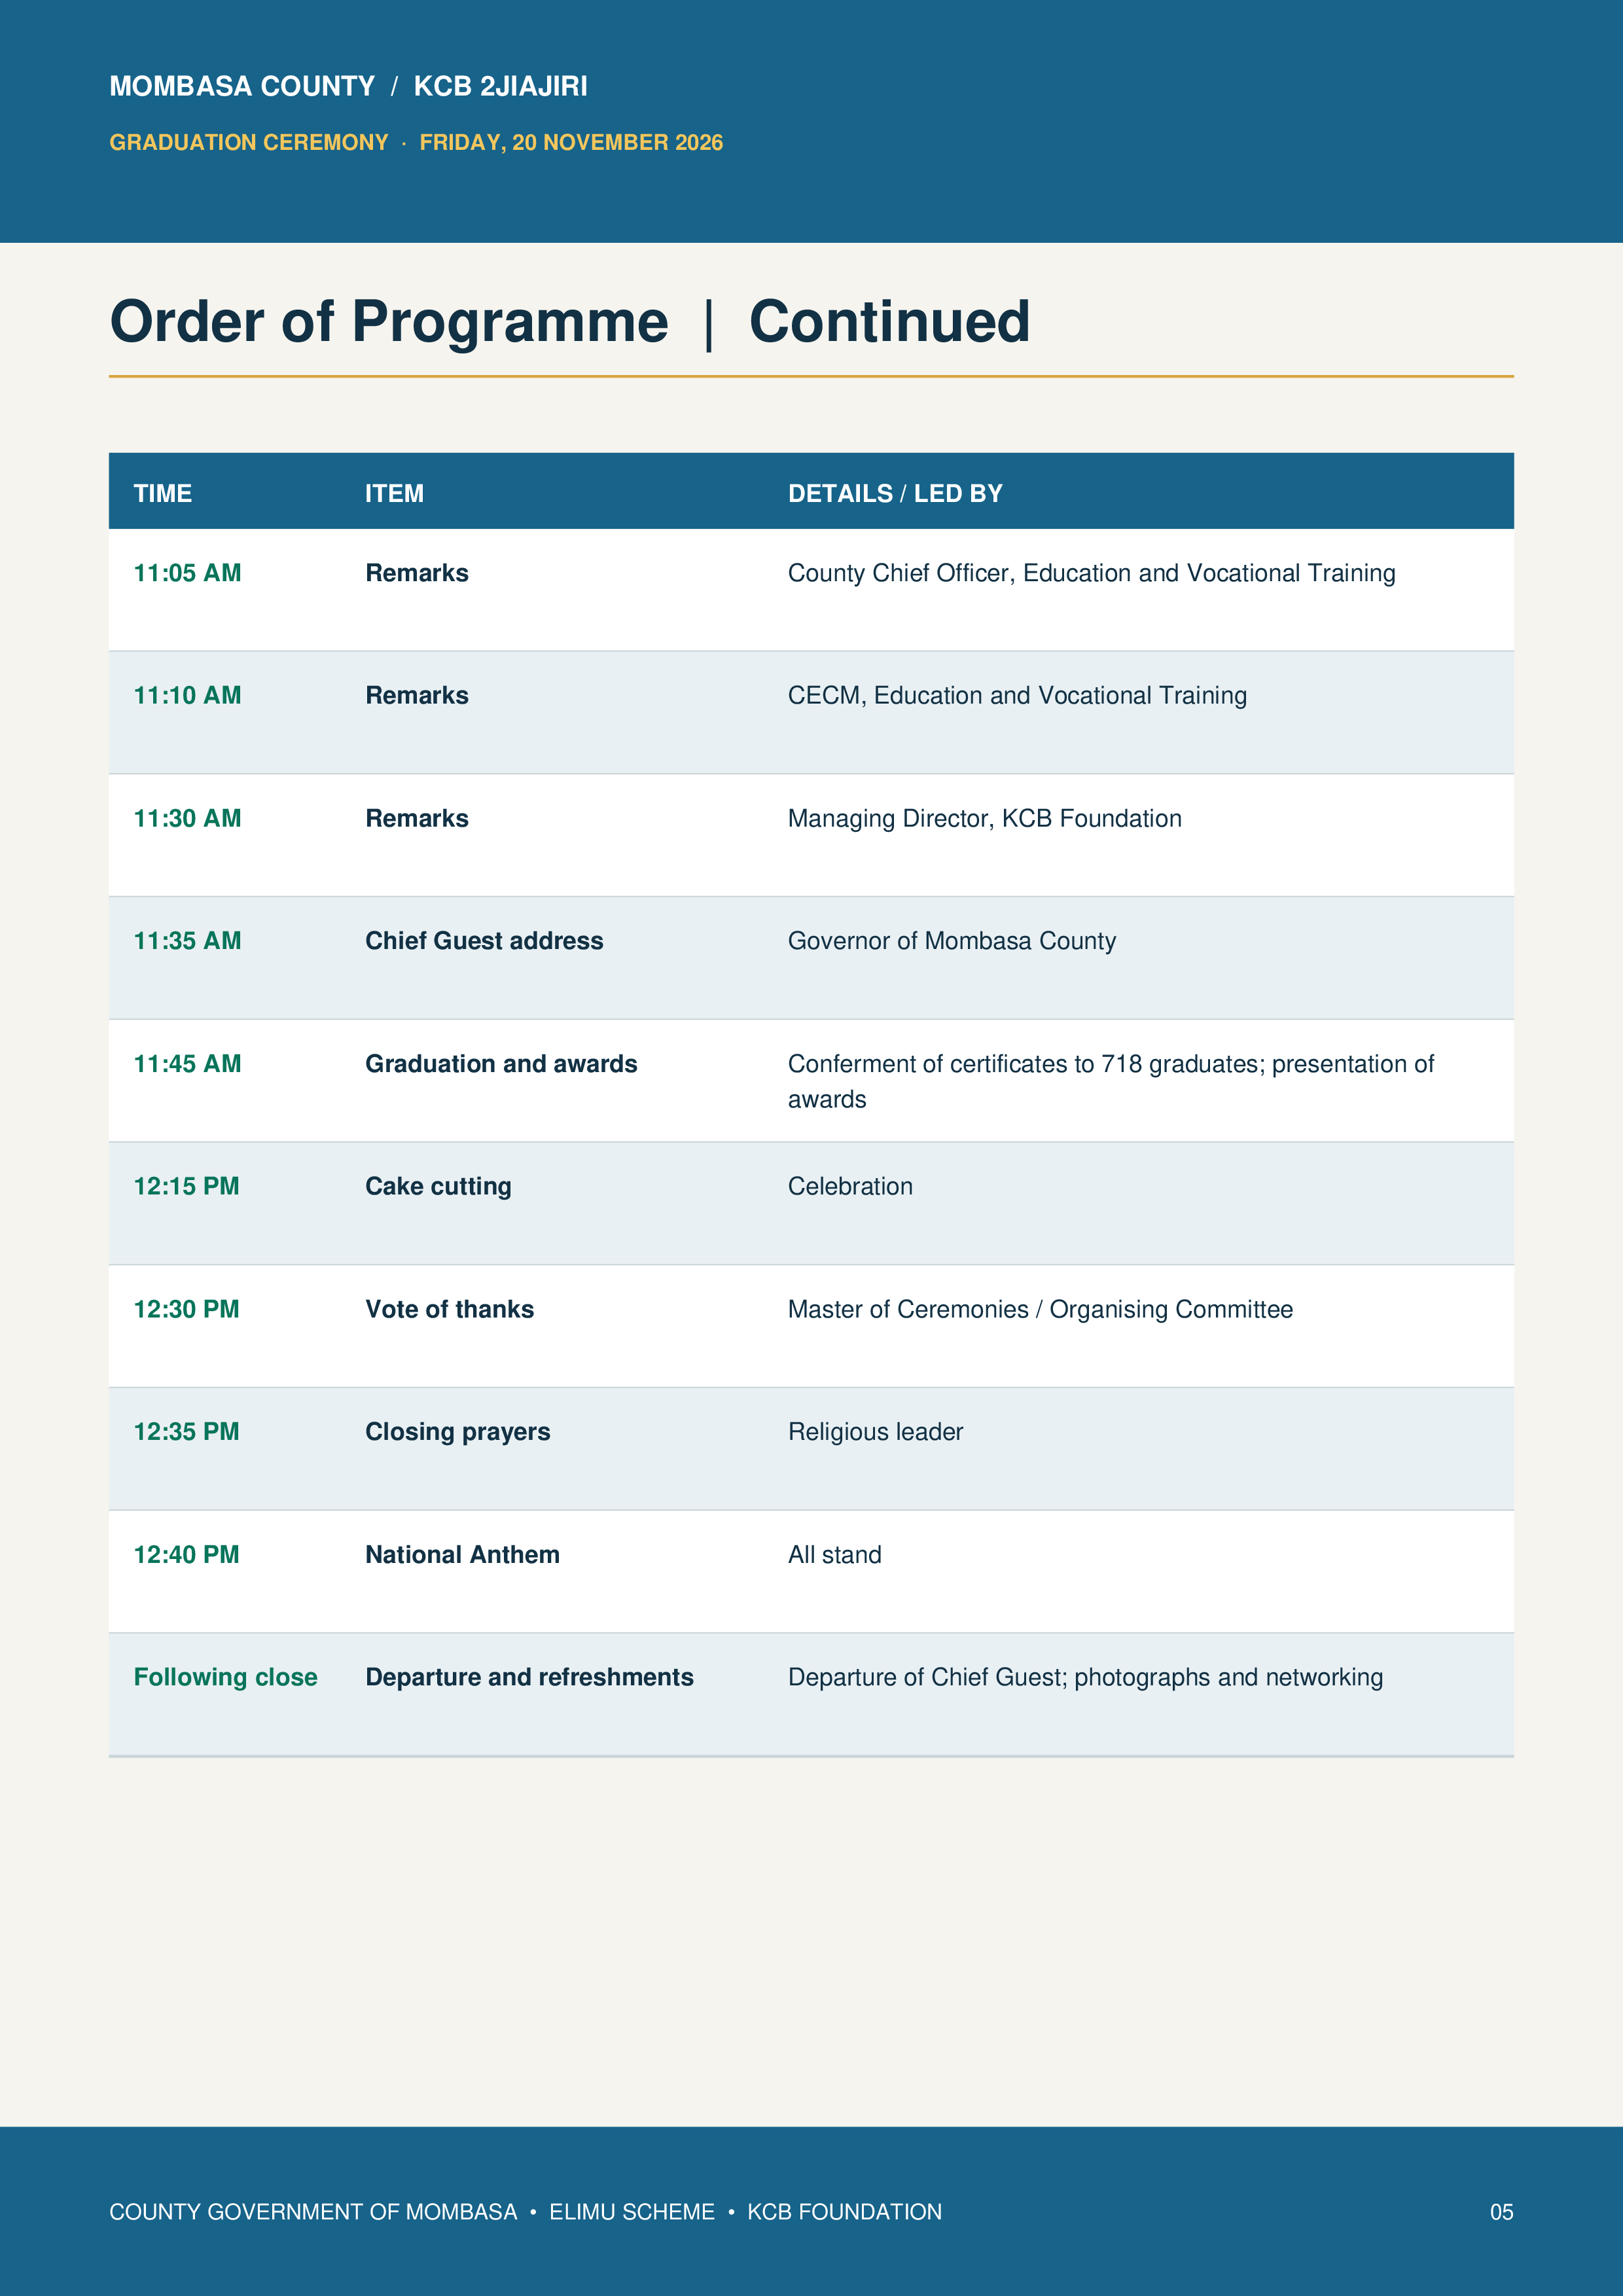 MOMBASA COUNTY / KCB 2JIAJIRI
GRADUATION CEREMONY · FRIDAY, 20 NOVEMBER 2026
Order of Programme | Continued
TIME ITEM DETAILS / LED BY
11:05 AM Remarks County Chief Officer, Education and Vocational Training
11:10 AM Remarks CECM, Education and Vocational Training
11:30 AM Remarks Managing Director, KCB Foundation
11:35 AM Chief Guest address Governor of Mombasa County
11:45 AM Graduation and awards Conferment of certificates to 718 graduates; presentation of
awards
12:15 PM Cake cutting Celebration
12:30 PM Vote of thanks Master of Ceremonies / Organising Committee
12:35 PM Closing prayers Religious leader
12:40 PM National Anthem All stand
Following close Departure and refreshments Departure of Chief Guest; photographs and networking
COUNTY GOVERNMENT OF MOMBASA • ELIMU SCHEME • KCB FOUNDATION 05